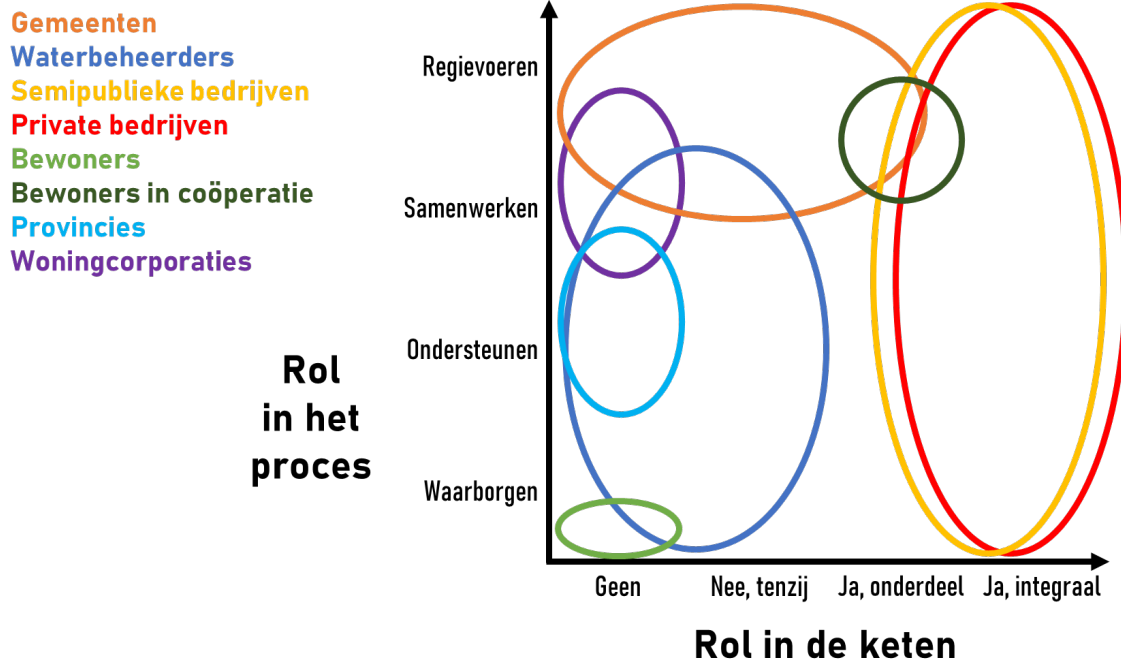 Gemeenten
Waterbeheerders
Semipublieke bedrijven
Private bedrijven
Bewoners
Bewoners in coöperatie
Provincies
Woningcorporaties
Regievoeren
Samenwerken
Ondersteunen
Waarborgen
Rol
in het
proces
Geen
Nee, tenzij
Ja, onderdeel
Ja, integraal
Rol in de keten